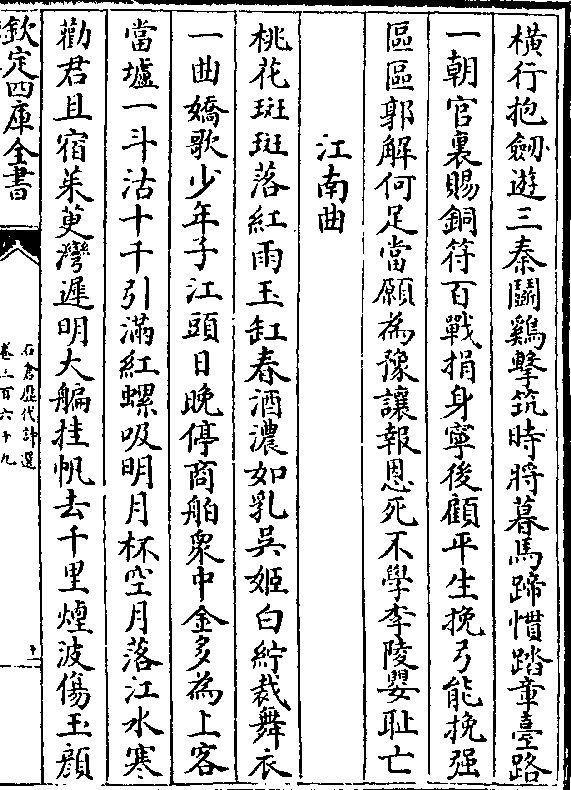 橫行抱劒遊三秦鬬鷄擊筑時將暮馬蹄慣踏章臺路
一朝官裏賜銅符百戰捐身寧後顧平生挽弓能挽强
區區郭解何足當願為豫讓報恩死不學李陵嬰耻亡
江南曲
桃花斑斑落紅雨玉缸春酒濃如乳吳姬白紵裁舞衣
一曲嬌歌少年子江頭日晚停商舶衆中金多為上客
當壚一斗沽十千引滿紅螺吸明月杯空月落江水寒
勸君且宿茱萸灣遲明大艑挂帆去千里煙波傷玉顔
欽定四庫全書
石倉歷代詩選
卷三百六十九
十一